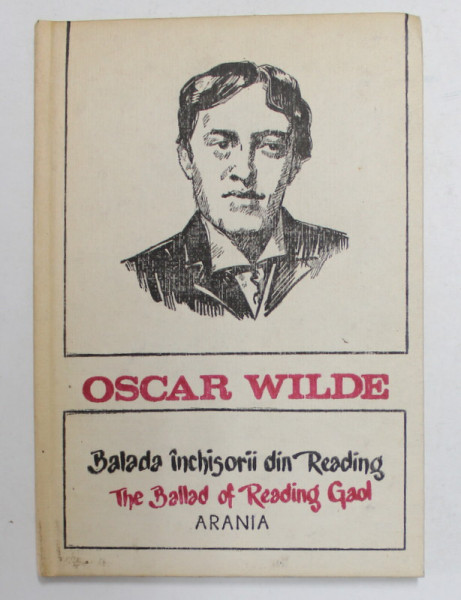 OSCAR WILDE
Balada închisorii din Reading
The Ballad of Reading Gaol
ARANIA